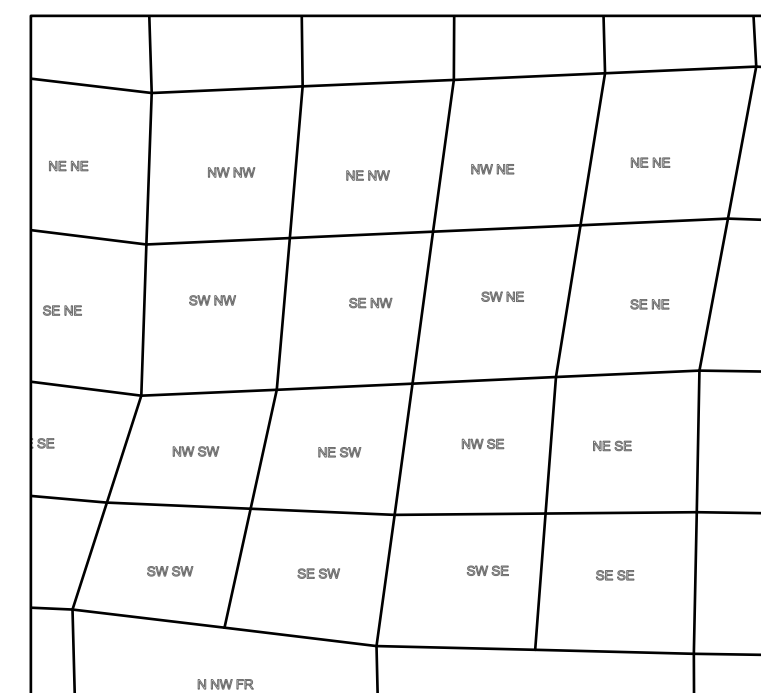 NE NE
NW NW
NE NW
NW NE
NE NE
SE NE
SW NW
SE NW
SW NE
SE NE
SE
NW SW
NE SW
NW SE
NE SE
SW SW
SE SW
SW SE
SE SE
N NW FR